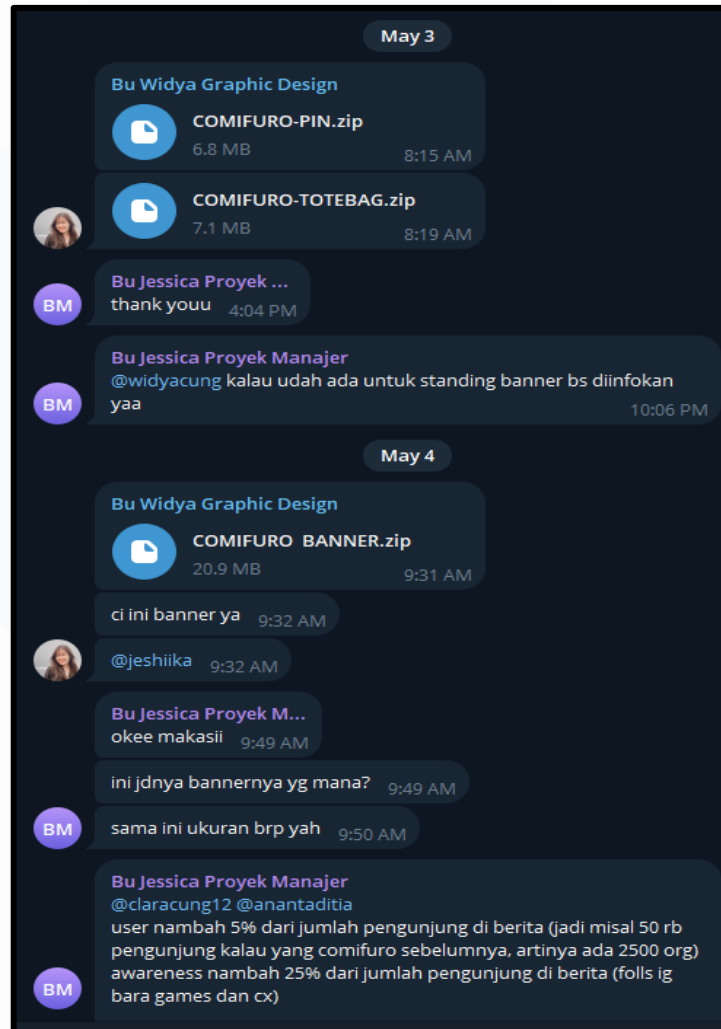 May 3
Bu Widya Graphic Design
COMIFURO-PIN.zip
6.8 MB
8:15 AM
COMIFURO-TOTEBAG.zip
7.1 MB
8:19 AM
Bu Jessica Proyek ...
BM
thank youu 4:04 PM
Bu Jessica Proyek Manajer
@widyacung kalau udah ada untuk standing banner bs diinfokan
BM
yaa
10:06 PM
May 4
Bu Widya Graphic Design
COMIFURO BANNER.zip
20.9 MB
9:31 AM
ci ini banner ya 9:32 AM
@jeshiika 9:32 AM
Bu Jessica Proyek M...
okee makasii 9:49 AM
ini jdnya bannernya yg mana? 9:49 AM
BM
sama ini ukuran brp yah 9:50 AM
Bu Jessica Proyek Manajer
@claracung12 @anantaditia
user nambah 5% dari jumlah pengunjung di berita (jadi misal 50 rb
pengunjung kalau yang comifuro sebelumnya, artinya ada 2500 org)
awareness nambah 25% dari jumlah pengunjung di berita (folls ig
BM
bara games dan cx)